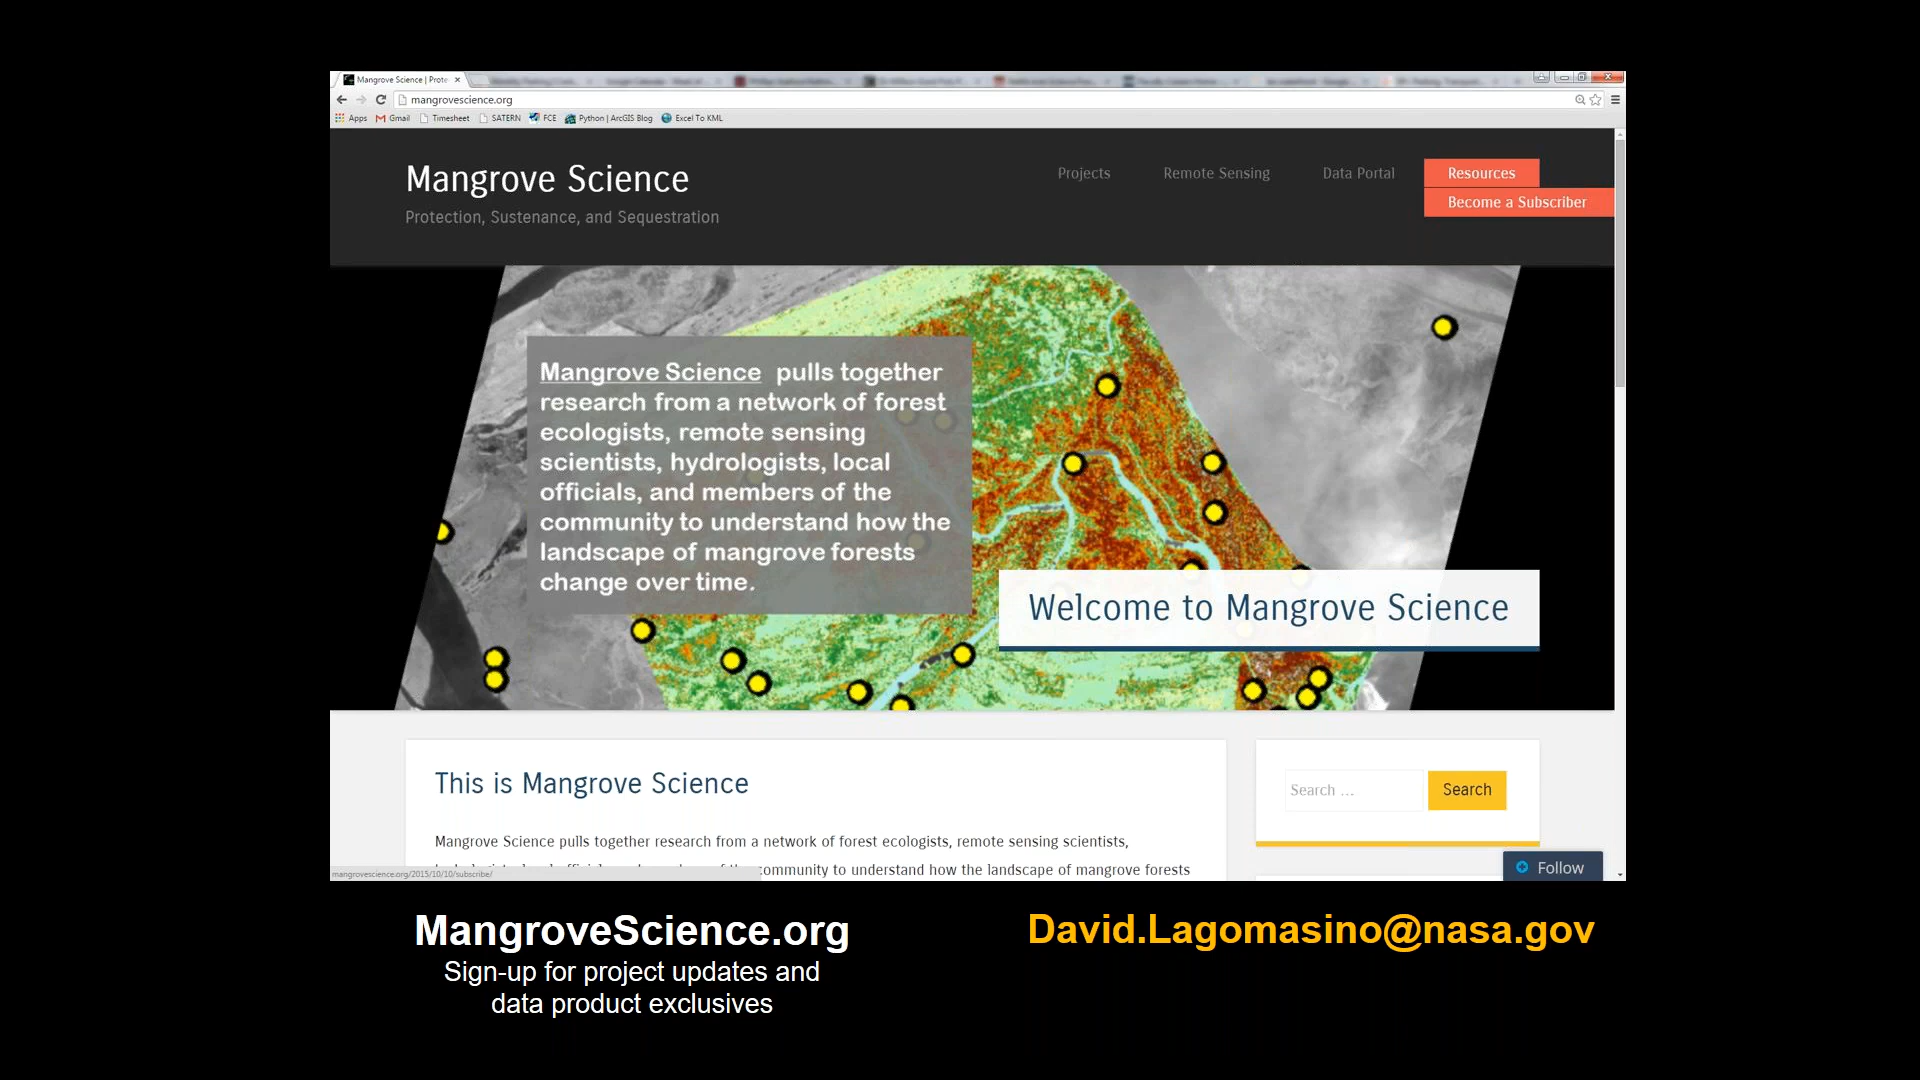 Mangrove Science | Prote
mangrovescience.org
Apps Gmail Timesheet SATERN FCE Python | ArcGIS Blog Excel To KML
Mangrove Science
Protection, Sustenance, and Sequestration
Projects Remote Sensing Data Portal Resources
Become a Subscriber
Mangrove Science pulls together
research from a network of forest
ecologists, remote sensing
scientists, hydrologists, local
officials, and members of the
community to understand how the
landscape of mangrove forests
change over time.
Welcome to Mangrove Science
This is Mangrove Science
Search ... Search
Mangrove Science pulls together research from a network of forest ecologists, remote sensing scientists,
community to understand how the landscape of mangrove forests
Follow
mangrovescience.org/2015/10/10/subscribe/
MangroveScience.org
Sign-up for project updates and
data product exclusives
David.Lagomasino@nasa.gov